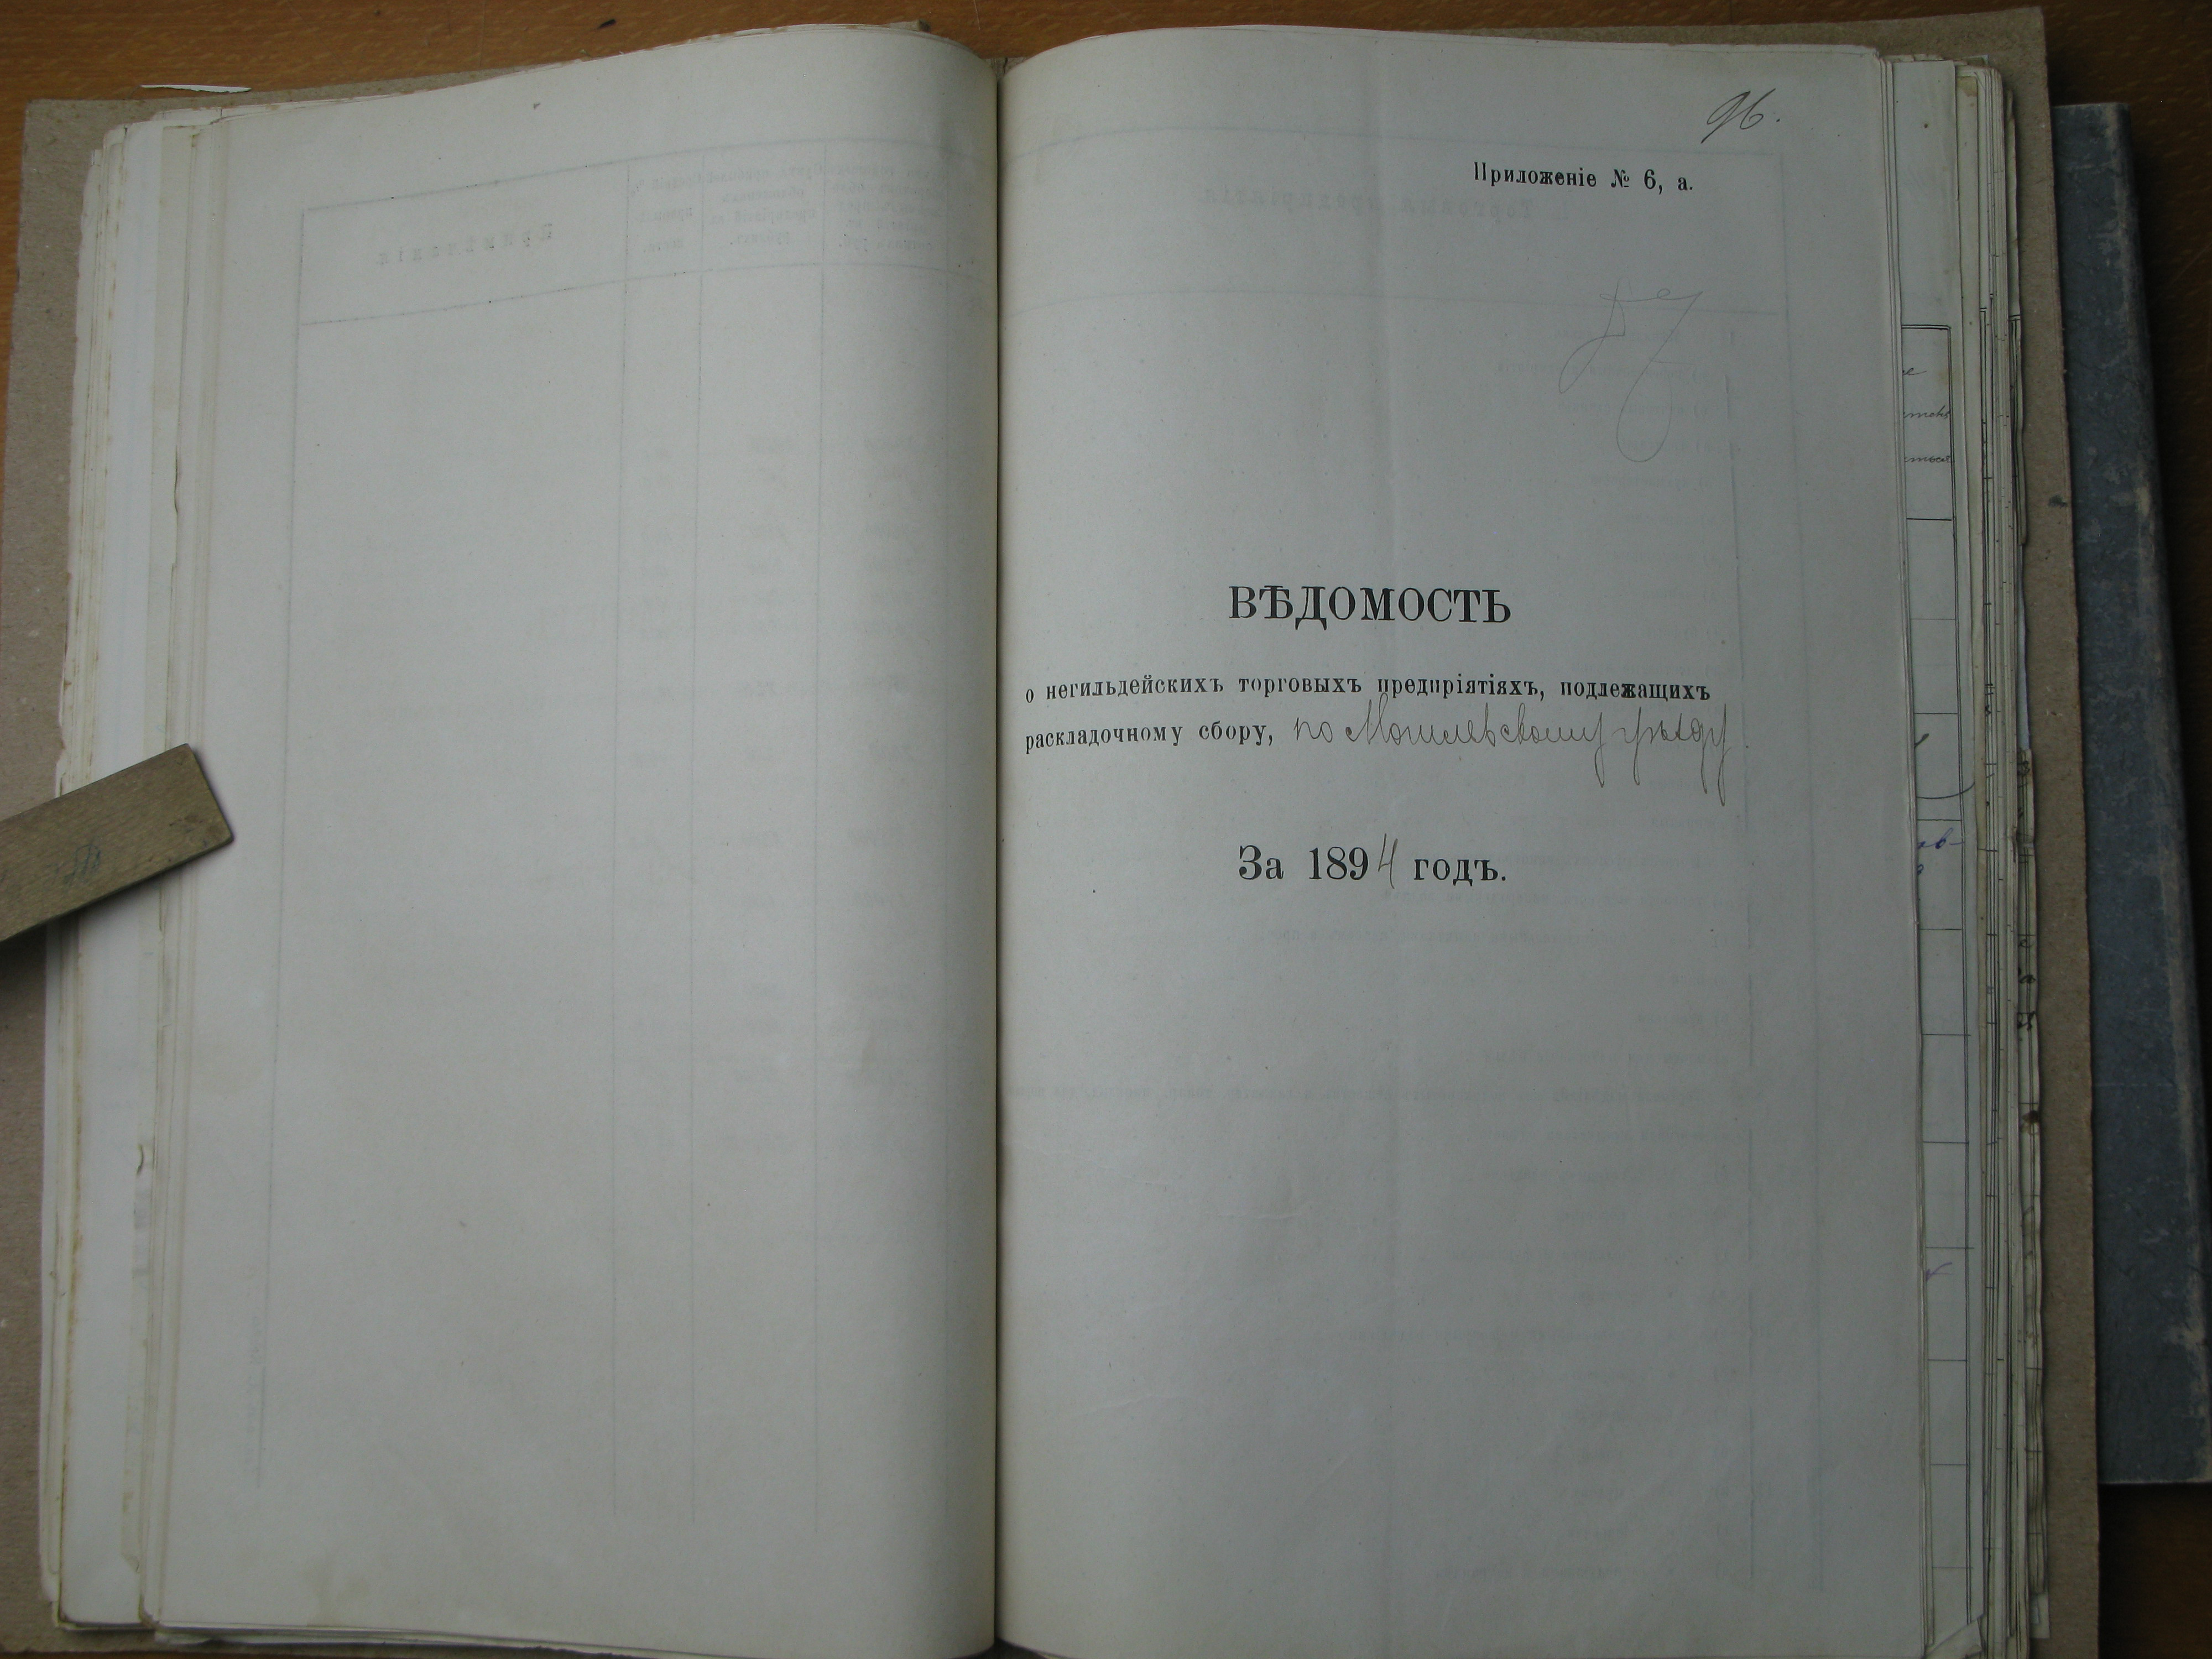 96.
Приложеніе № 6, а.
ВѢДОМОСТЬ
о негильдейскихъ торговыхъ предпріятіяхъ, подлежащихъ
раскладочному сбору, по Могилевскому уѣзду
За 1894 годъ.